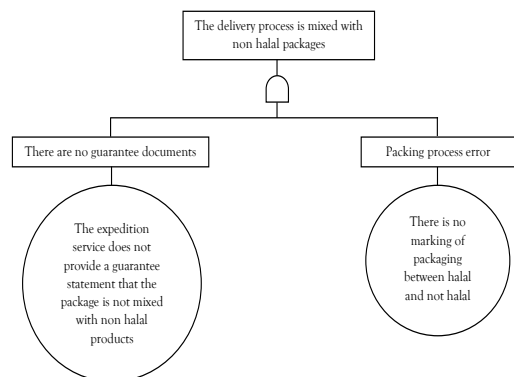 The delivery process is mixed with
non halal packages
There are no guarantee documents
Packing process error
The expedition
service does not
provide a guarantee
statement that the
package is not mixed
with non halal
products
There is no
marking of
packaging
between halal
and not halal